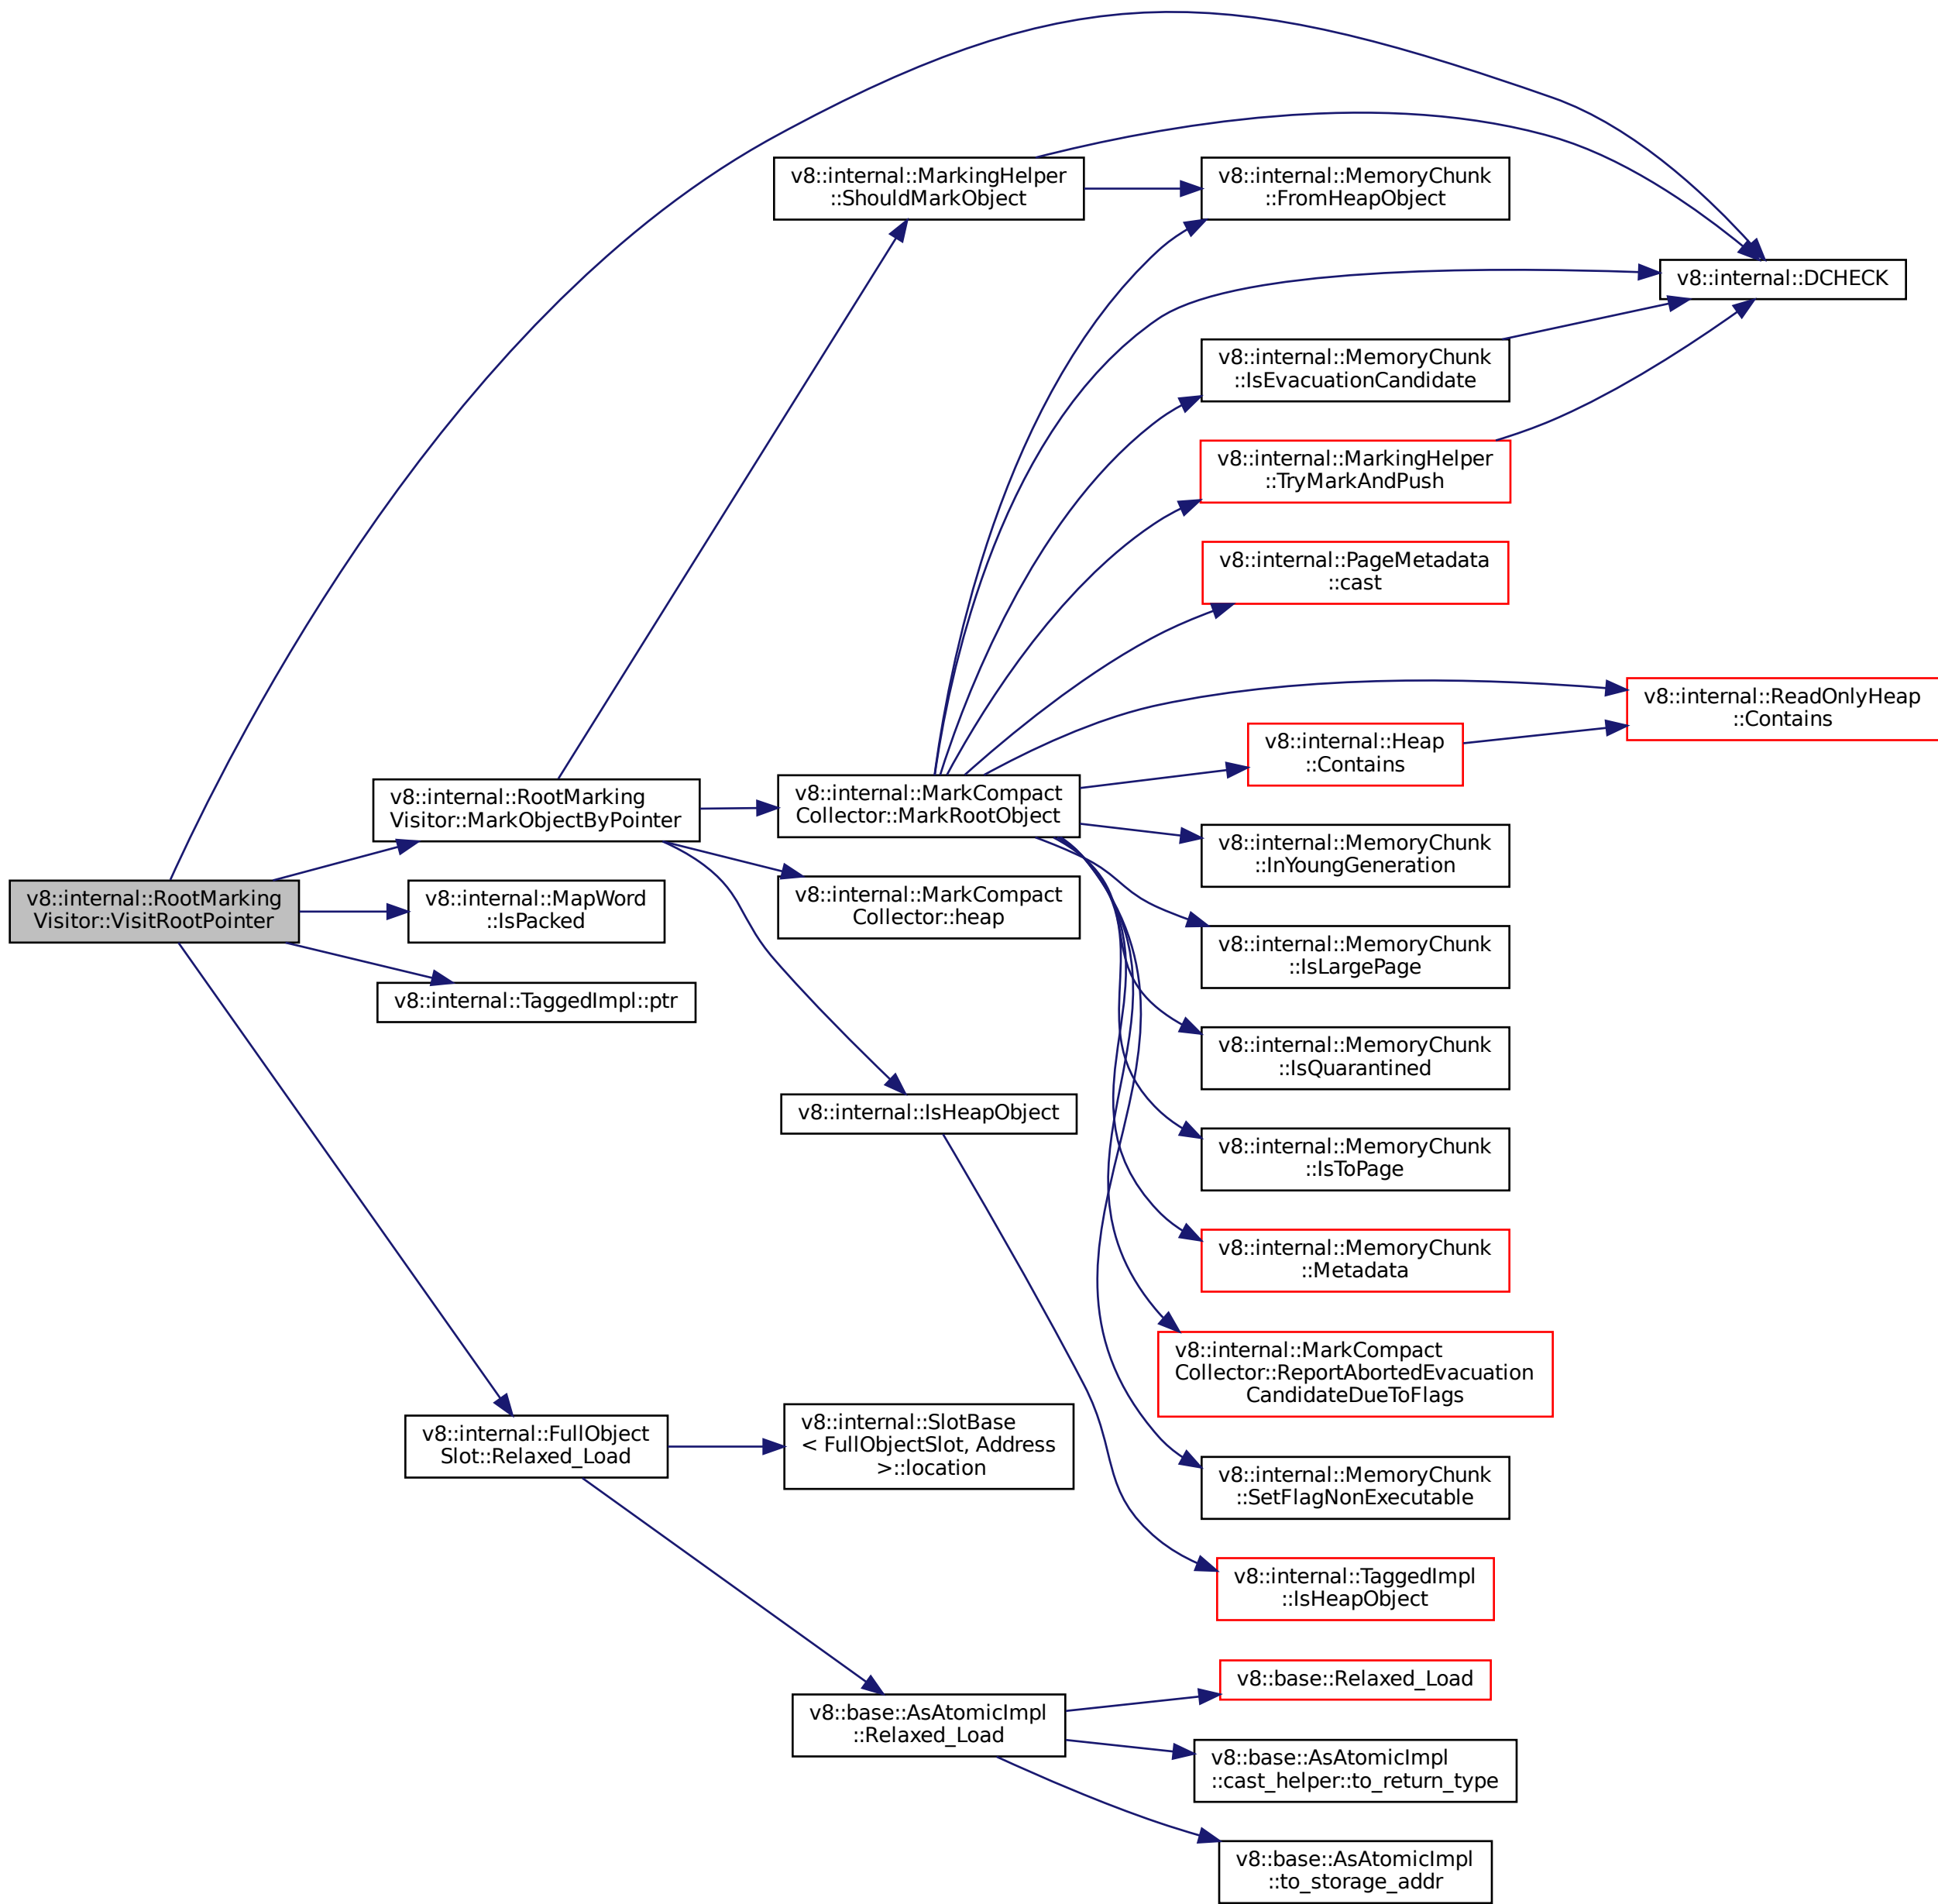 v8::internal::RootMarking
Visitor::VisitRootPointer
v8::internal::RootMarking
Visitor::MarkObjectByPointer
v8::internal::MapWord
::IsPacked
v8::internal::TaggedImpl::ptr
v8::internal::FullObject
Slot::Relaxed_Load
v8::internal::MarkingHelper
::ShouldMarkObject
v8::internal::MarkCompact
Collector::MarkRootObject
v8::internal::MarkCompact
Collector::heap
v8::internal::IsHeapObject
v8::internal::SlotBase
< FullObjectSlot, Address
>::location
v8::base::AsAtomicImpl
::Relaxed_Load
v8::internal::MemoryChunk
::FromHeapObject
v8::internal::MemoryChunk
::IsEvacuationCandidate
v8::internal::MarkingHelper
::TryMarkAndPush
v8::internal::PageMetadata
::cast
v8::internal::Heap
::Contains
v8::internal::MemoryChunk
::InYoungGeneration
v8::internal::MemoryChunk
::IsLargePage
v8::internal::MemoryChunk
::IsQuarantined
v8::internal::MemoryChunk
::IsToPage
v8::internal::MemoryChunk
::Metadata
v8::internal::MarkCompact
Collector::ReportAbortedEvacuation
CandidateDueToFlags
v8::internal::MemoryChunk
::SetFlagNonExecutable
v8::internal::TaggedImpl
::IsHeapObject
v8::base::Relaxed_Load
v8::base::AsAtomicImpl
::cast_helper::to_return_type
v8::base::AsAtomicImpl
::to_storage_addr
v8::internal::DCHECK
v8::internal::ReadOnlyHeap
::Contains